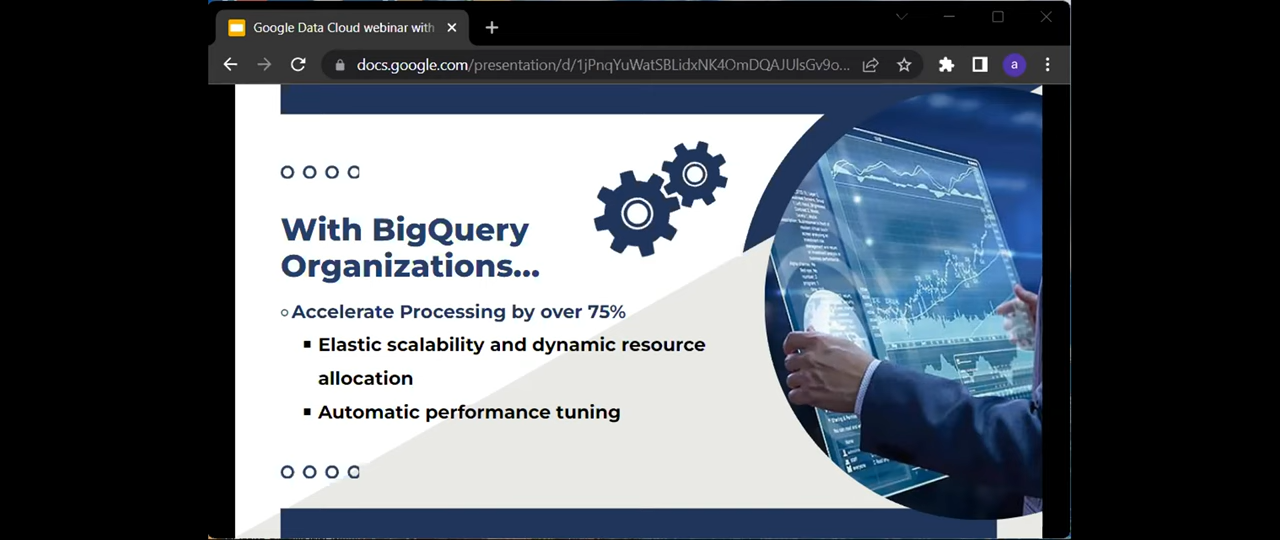 Google Data Cloud webinar with
docs.google.com/presentation/d/1jPnqYuWatSBLidxNK4OmDQAJUlsGv9o...
a
With BigQuery
Organizations...
Accelerate Processing by over 75%
Elastic scalability and dynamic resource
allocation
Automatic performance tuning